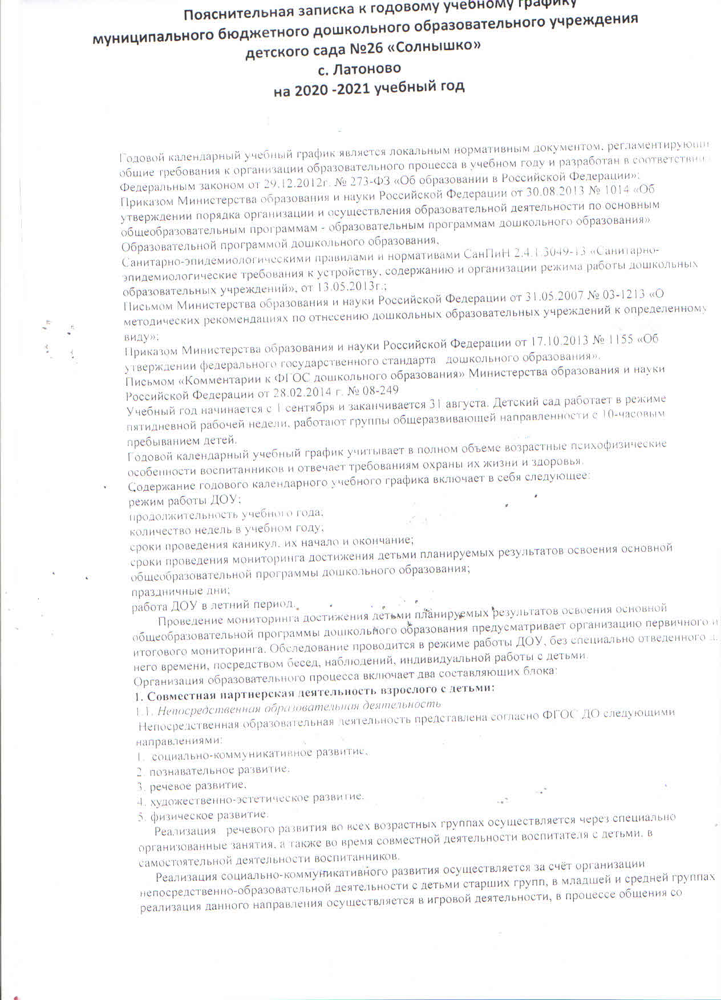 Пояснительная записка к годовому учебному графику
муниципального бюджетного дошкольного образовательного учреждения
детского сада №26 «Солнышко»
с. Латоново
на 2020 -2021 учебный год
Годовой календарный учебный график является локальным нормативным документом, регламентирующи
общие требования к организации образовательного процесса в учебном году и разработан в соответствии
Федеральным законом от 29.12.2012г. № 273-ФЗ «Об образовании в Российской Федерации»;
Приказом Министерства образования и науки Российской Федерации от 30.08.2013 № 1014 «Об
утверждении порядка организации и осуществления образовательной деятельности по основным
общеобразовательным программам - образовательным программам дошкольного образования»
Образовательной программой дошкольного образования,
Санитарно-эпидемиологическими правилами и нормативами СанПиН 2.4.1.3049-13 «Санитарно-
эпидемиологические требования к устройству, содержанию и организации режима работы дошкольных
образовательных учреждений», от 13.05.2013г.;
Письмом Министерства образования и науки Российской Федерации от 31.05.2007 № 03-1213 «О
методических рекомендациях по отнесению дошкольных образовательных учреждений к определенному
виду»;
Приказом Министерства образования и науки Российской Федерации от 17.10.2013 № 1155 «Об
утверждении федерального государственного стандарта дошкольного образования»,
Письмом «Комментарии к ФГОС дошкольного образования» Министерства образования и науки
Российской Федерации от 28.02.2014 г. № 08-249
Учебный год начинается с 1 сентября и заканчивается 31 августа. Детский сад работает в режиме
пятидневной рабочей недели, работают группы общеразвивающей направленности с 10-часовым
пребыванием детей.
Годовой календарный учебный график учитывает в полном объеме возрастные психофизические
особенности воспитанников и отвечает требованиям охраны их жизни и здоровья.
Содержание годового календарного учебного графика включает в себя следующее:
режим работы ДОУ;
продолжительность учебного года;
количество недель в учебном году;
сроки проведения каникул, их начало и окончание;
сроки проведения мониторинга достижения детьми планируемых результатов освоения основной
общеобразовательной программы дошкольного образования;
праздничные дни;
работа ДОУ в летний период.
Проведение мониторинга достижения детьми планируемых результатов освоения основной
общеобразовательной программы дошкольного образования предусматривает организацию первичного и
итогового мониторинга. Обследование проводится в режиме работы ДОУ, без специально отведенного
него времени, посредством бесед, наблюдений, индивидуальной работы с детьми.
Организация образовательного процесса включает два составляющих блока:
1. Совместная партнерская деятельность взрослого с детьми:
1.1. Непосредственная образовательная деятельность
Непосредственная образовательная деятельность представлена согласно ФГОС ДО следующими
направлениями:
1. социально-коммуникативное развитие,
2. познавательное развитие,
3. речевое развитие,
4. художественно-эстетическое развитие,
5. физическое развитие.
Реализация речевого развития во всех возрастных группах осуществляется через специально
организованные занятия, а также во время совместной деятельности воспитателя с детьми, в
самостоятельной деятельности воспитанников.
Реализация социально-коммуникативного развития осуществляется за счёт организации
непосредственно-образовательной деятельности с детьми старших групп, в младшей и средней группах
реализация данного направления осуществляется в игровой деятельности, в процессе общения со